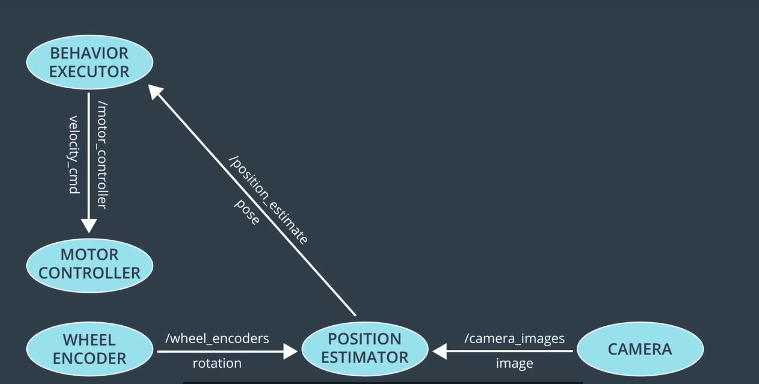 BEHAVIOR
EXECUTOR
/motor_controller
velocity_cmd
/position_estimate
pose
MOTOR
CONTROLLER
WHEEL
ENCODER
/wheel_encoders
rotation
POSITION
ESTIMATOR
/camera_images
image
CAMERA